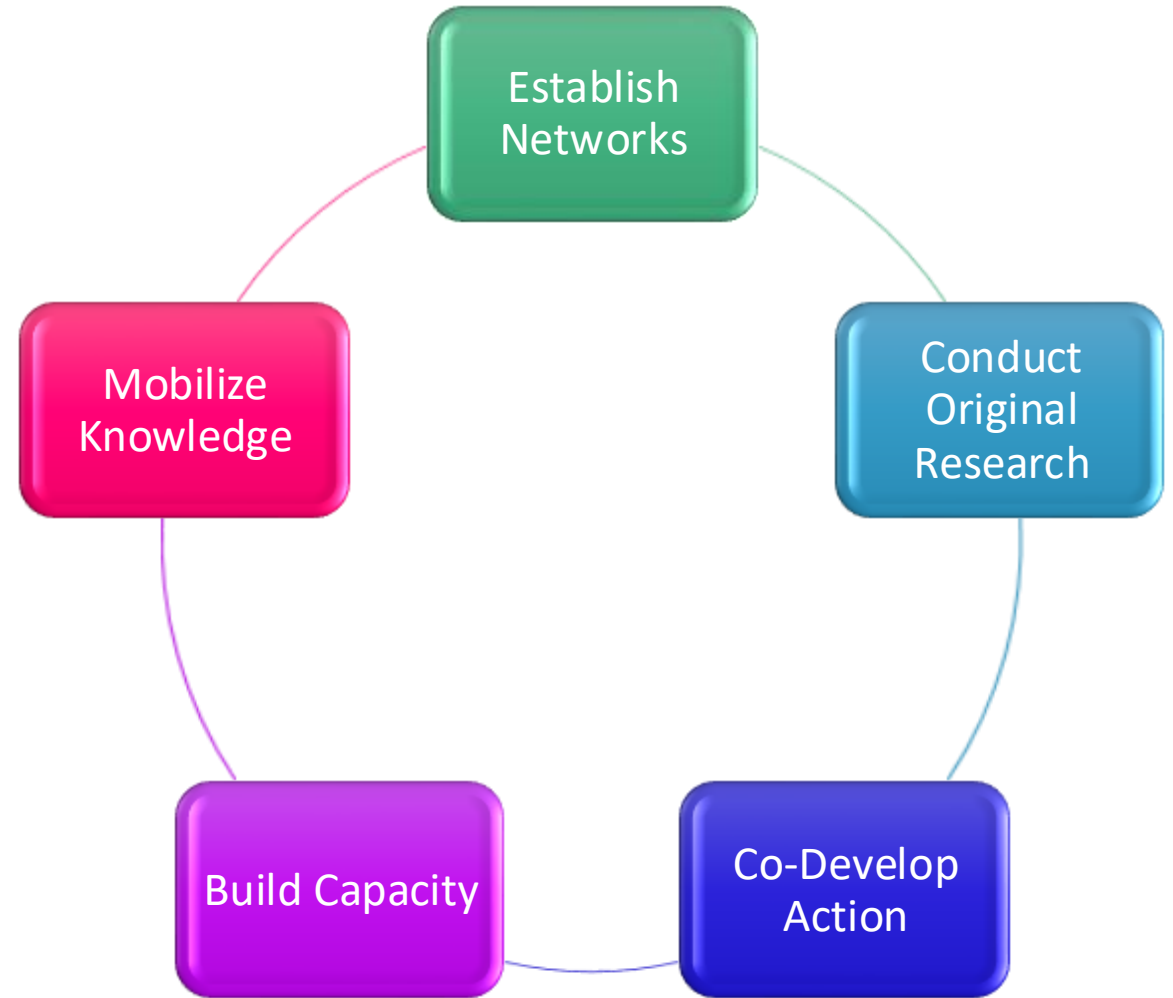 Establish
Networks
Conduct
Original
Research
Co-Develop
Action
Build Capacity
Mobilize
Knowledge